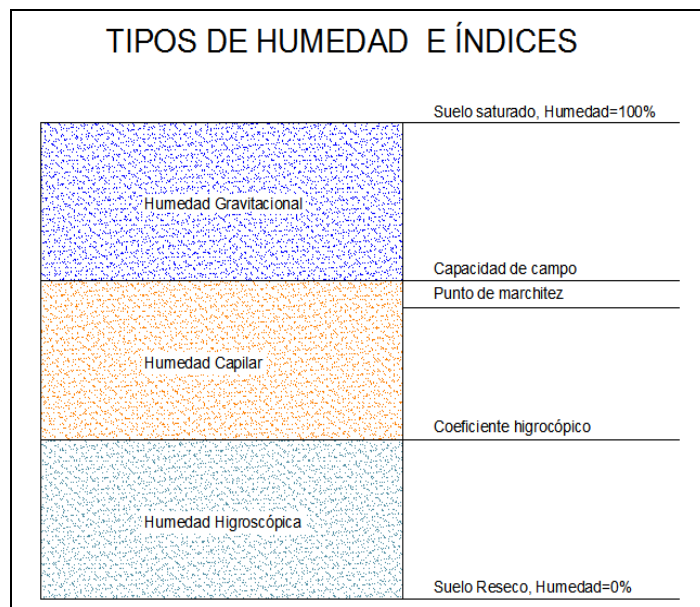 TIPOS DE HUMEDAD E ÍNDICES
Suelo saturado, Humedad=100%
Humedad Gravitacional
Capacidad de campo
Punto de marchitez
Humedad Capilar
Coeficiente higrocópico
Humedad Higroscópica
Suelo Reseco, Humedad=0%